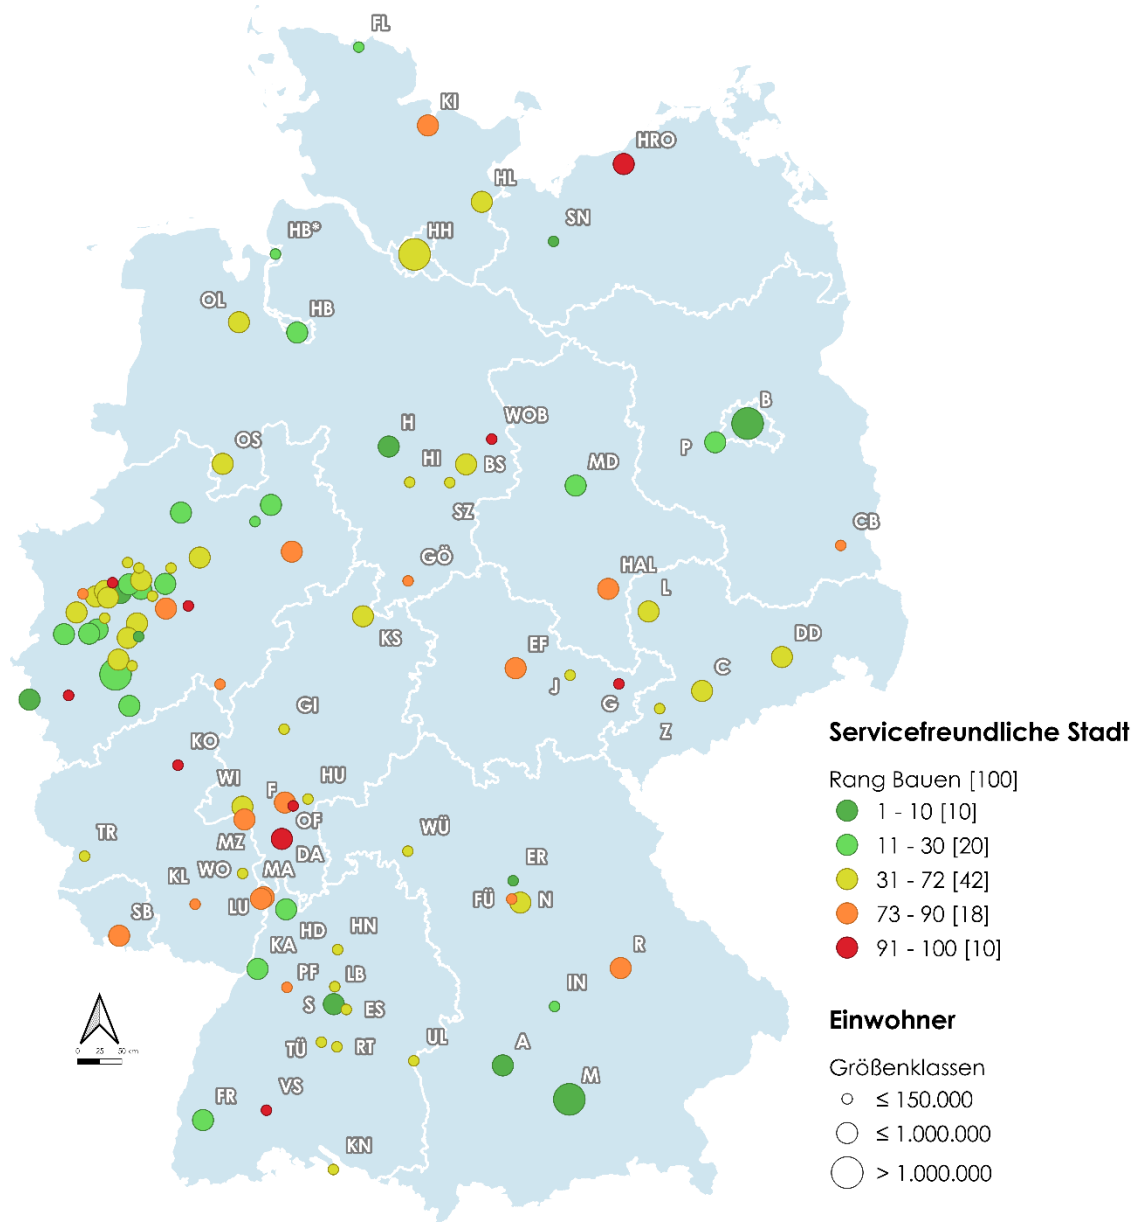 FL
KI
HRO
HL
SN
HB*
HH
OL
HB
B
H
WOB
P
OS
HI
BS
MD
SZ
CB
GÖ
HAL
L
KS
EF
DD
C
J
G
Z
GI
KO
WI
F
HU
OF
MZ
WÜ
TR
DA
ER
WO
MA
KL
FÜ
N
LU
SB
HD
HN
KA
R
PF
LB
IN
S
ES
TÜ
RT
UL
A
VS
M
FR
KN
0 25 50 km
Servicefreundliche Stadt
Rang Bauen [100]
1 - 10 [10]
11 - 30 [20]
31 - 72 [42]
73 - 90 [18]
91 - 100 [10]
Einwohner
Größenklassen
≤ 150.000
≤ 1.000.000
> 1.000.000